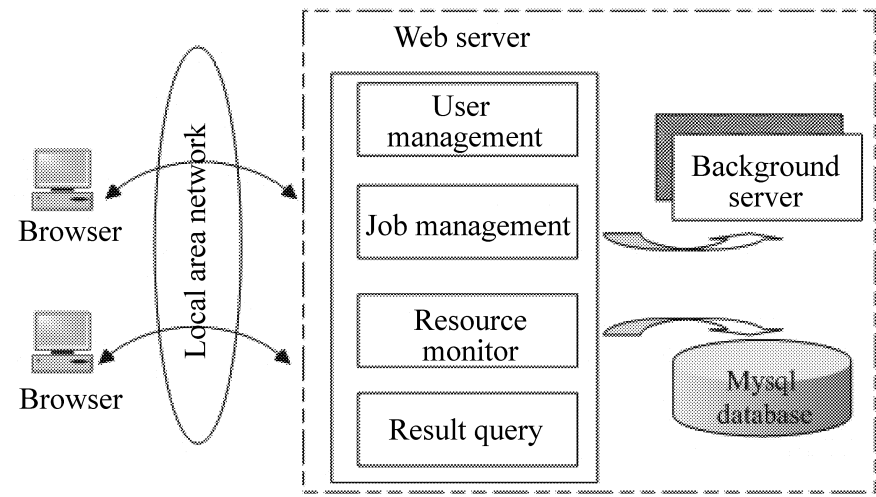 Web server
User
management
Job management
Resource
monitor
Result query
Background
server
Mysql
database
Local area network
Browser
Browser